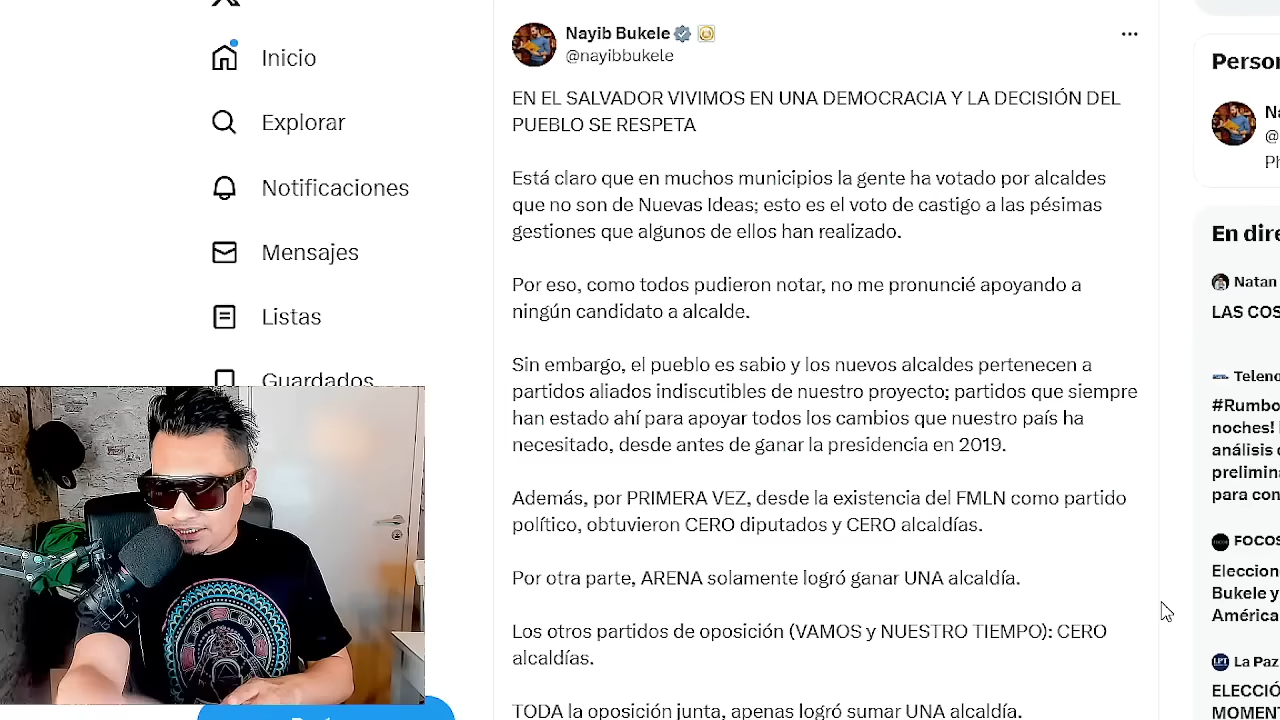 Inicio
Explorar
Notificaciones
Mensajes
Listas
Guardados
Nayib Bukele
@nayibbukele
EN EL SALVADOR VIVIMOS EN UNA DEMOCRACIA Y LA DECISIÓN DEL
PUEBLO SE RESPETA
Está claro que en muchos municipios la gente ha votado por alcaldes
que no son de Nuevas Ideas; esto es el voto de castigo a las pésimas
gestiones que algunos de ellos han realizado.
Por eso, como todos pudieron notar, no me pronuncié apoyando a
ningún candidato a alcalde.
Sin embargo, el pueblo es sabio y los nuevos alcaldes pertenecen a
partidos aliados indiscutibles de nuestro proyecto; partidos que siempre
han estado ahí para apoyar todos los cambios que nuestro país ha
necesitado, desde antes de ganar la presidencia en 2019.
Además, por PRIMERA VEZ, desde la existencia del FMLN como partido
político, obtuvieron CERO diputados y CERO alcaldías.
Por otra parte, ARENA solamente logró ganar UNA alcaldía.
Los otros partidos de oposición (VAMOS y NUESTRO TIEMPO): CERO
alcaldías.
TODA la oposición junta, apenas logró sumar UNA alcaldía.
Person
Na
@
Ph
En dire
Natan
LAS COS
Teleno
#Rumbo
noches!
análisis
prelimina
para con
FOCOS
Eleccion
Bukele y
América
LPT
La Paz
ELECCIÓ
MOMEN